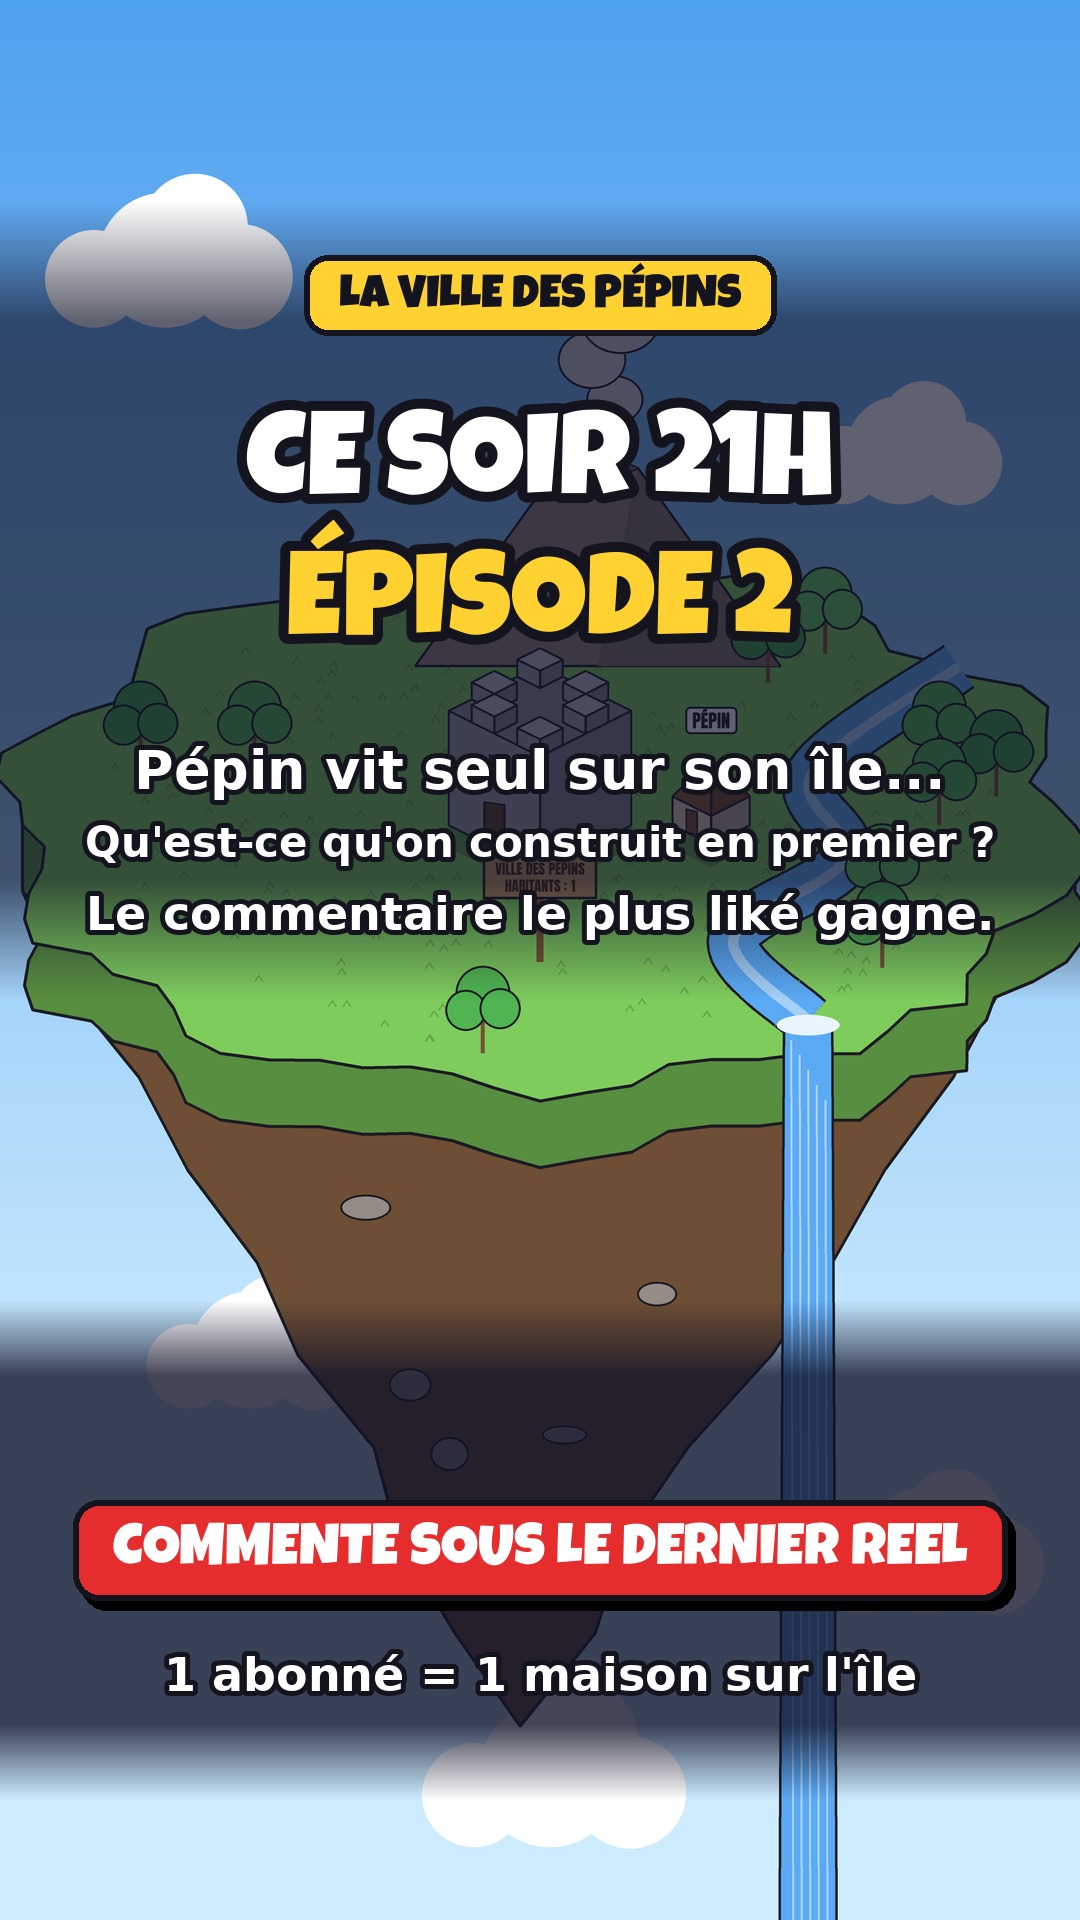 LA VILLE DES PÉPINS
CE SOIR 21H
ÉPISODE 2
PÉPIN
Pépin vit seul sur son île...
Qu'est-ce qu'on construit en premier ?
VILLE DES PÉPINS
HABITANTS : 1
Le commentaire le plus liké gagne.
COMMENTE SOUS LE DERNIER REEL
1 abonné = 1 maison sur l'île